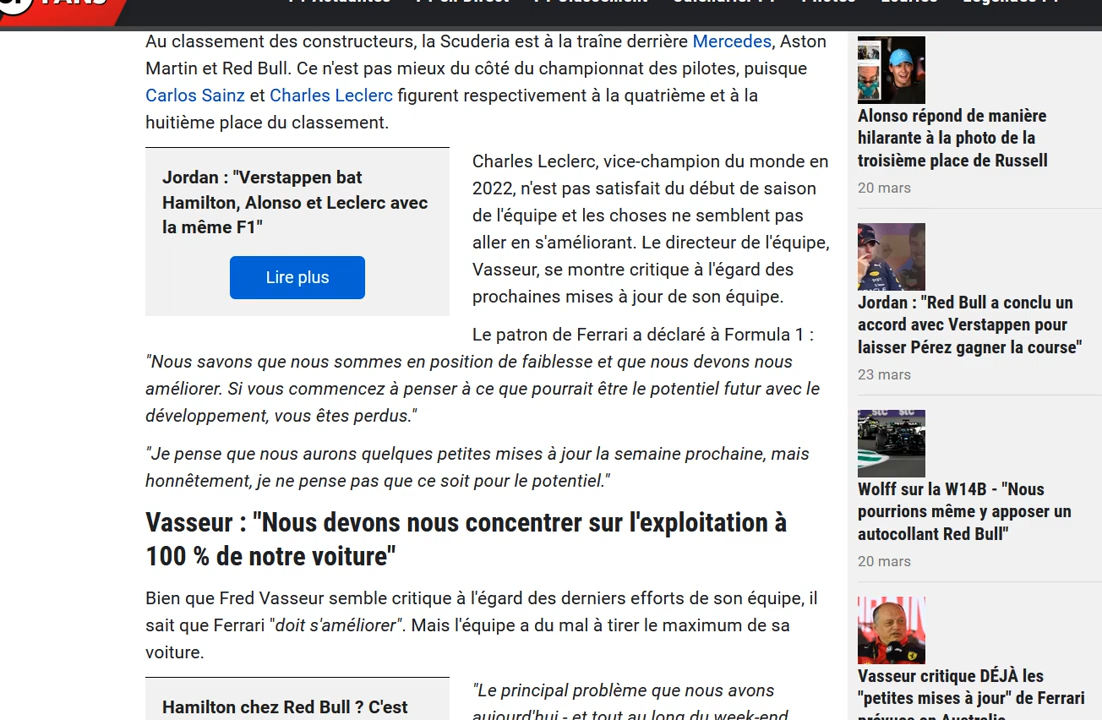 FANS
Au classement des constructeurs, la Scuderia est à la traîne derrière Mercedes, Aston
Martin et Red Bull. Ce n'est pas mieux du côté du championnat des pilotes, puisque
Carlos Sainz et Charles Leclerc figurent respectivement à la quatrième et à la
huitième place du classement.
Jordan : "Verstappen bat
Hamilton, Alonso et Leclerc avec
la même F1"
Lire plus
Charles Leclerc, vice-champion du monde en
2022, n'est pas satisfait du début de saison
de l'équipe et les choses ne semblent pas
aller en s'améliorant. Le directeur de l'équipe,
Vasseur, se montre critique à l'égard des
prochaines mises à jour de son équipe.
Le patron de Ferrari a déclaré à Formula 1 :
"Nous savons que nous sommes en position de faiblesse et que nous devons nous
améliorer. Si vous commencez à penser à ce que pourrait être le potentiel futur avec le
développement, vous êtes perdus."
"Je pense que nous aurons quelques petites mises à jour la semaine prochaine, mais
honnêtement, je ne pense pas que ce soit pour le potentiel."
Vasseur : "Nous devons nous concentrer sur l'exploitation à
100 % de notre voiture"
Bien que Fred Vasseur semble critique à l'égard des derniers efforts de son équipe, il
sait que Ferrari "doit s'améliorer". Mais l'équipe a du mal à tirer le maximum de sa
voiture.
Hamilton chez Red Bull ? C'est
"Le principal problème que nous avons
aujourd'hui - et tout au long du week-end
Alonso répond de manière
hilarante à la photo de la
troisième place de Russell
20 mars
Jordan : "Red Bull a conclu un
accord avec Verstappen pour
laisser Pérez gagner la course"
23 mars
Wolff sur la W14B - "Nous
pourrions même y apposer un
autocollant Red Bull"
20 mars
Vasseur critique DÉJÀ les
"petites mises à jour" de Ferrari
prévues en Australie